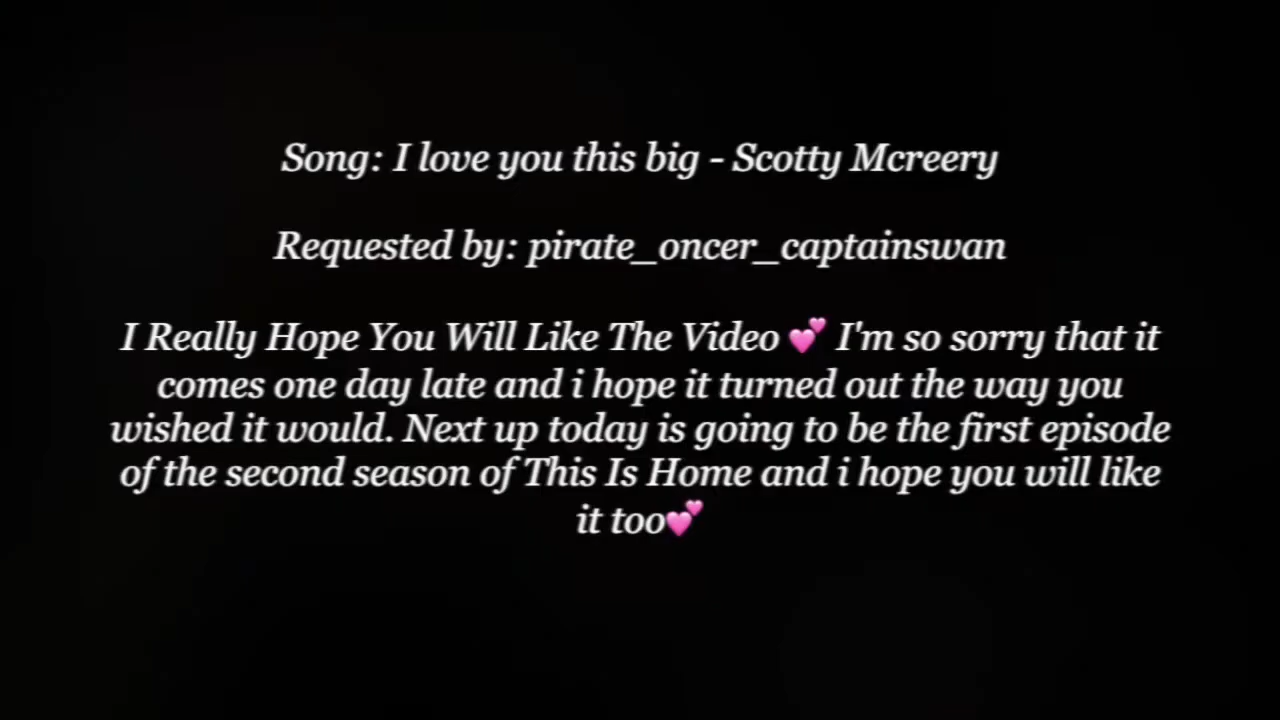 Song: I love you this big - Scotty Mcreery
Requested by: pirate_oncer_captainswan
I Really Hope You Will Like The Video 💕 I'm so sorry that it
comes one day late and i hope it turned out the way you
wished it would. Next up today is going to be the first episode
of the second season of This Is Home and i hope you will like
it too💕